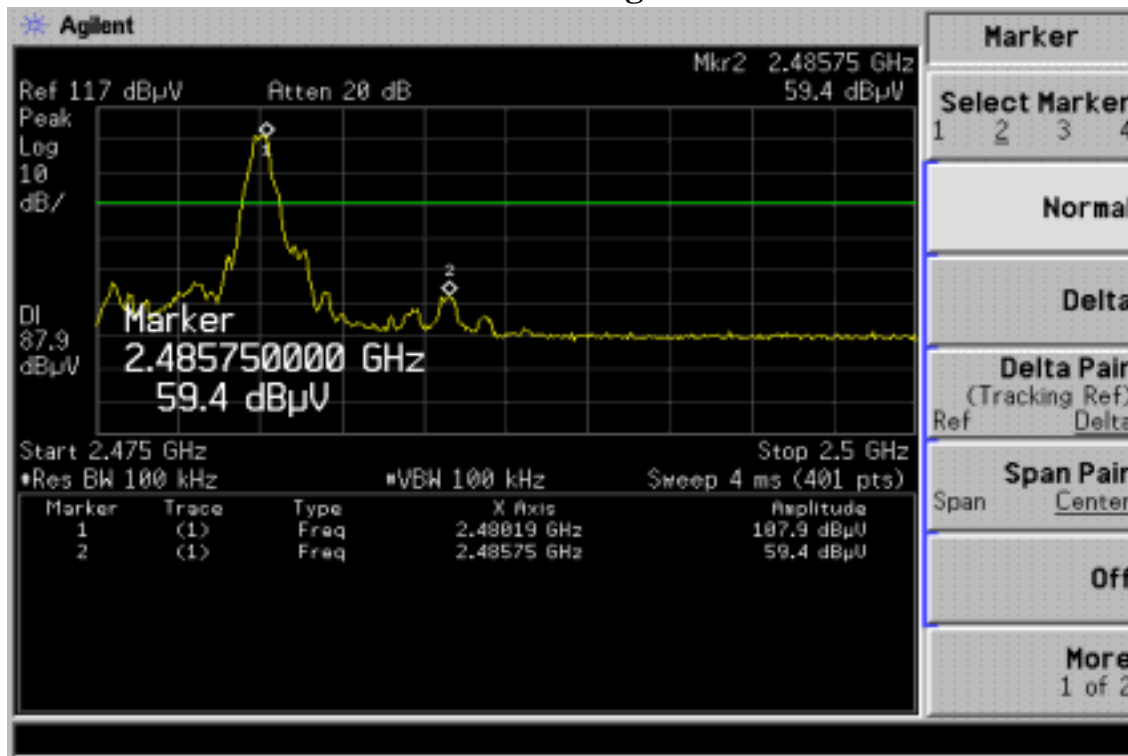 Agilent
Mkr2 2.48575 GHz
Ref 117 dBµV Atten 20 dB 59.4 dBµV
Peak
Log
10
dB/
1
2
DI
87.9
dBµV
Marker
2.485750000 GHz
59.4 dBµV
Start 2.475 GHz Stop 2.5 GHz
#Res BW 100 kHz #VBW 100 kHz Sweep 4 ms (401 pts)
Marker Trace Type X Axis Amplitude
1 (1) Freq 2.48019 GHz 107.9 dBµV
2 (1) Freq 2.48575 GHz 59.4 dBµV
Marker
Select Marker
1 2 3 4
Normal
Delta
Delta Pair
(Tracking Ref)
Ref Delta
Span Pair
Span Center
Off
More
1 of 2